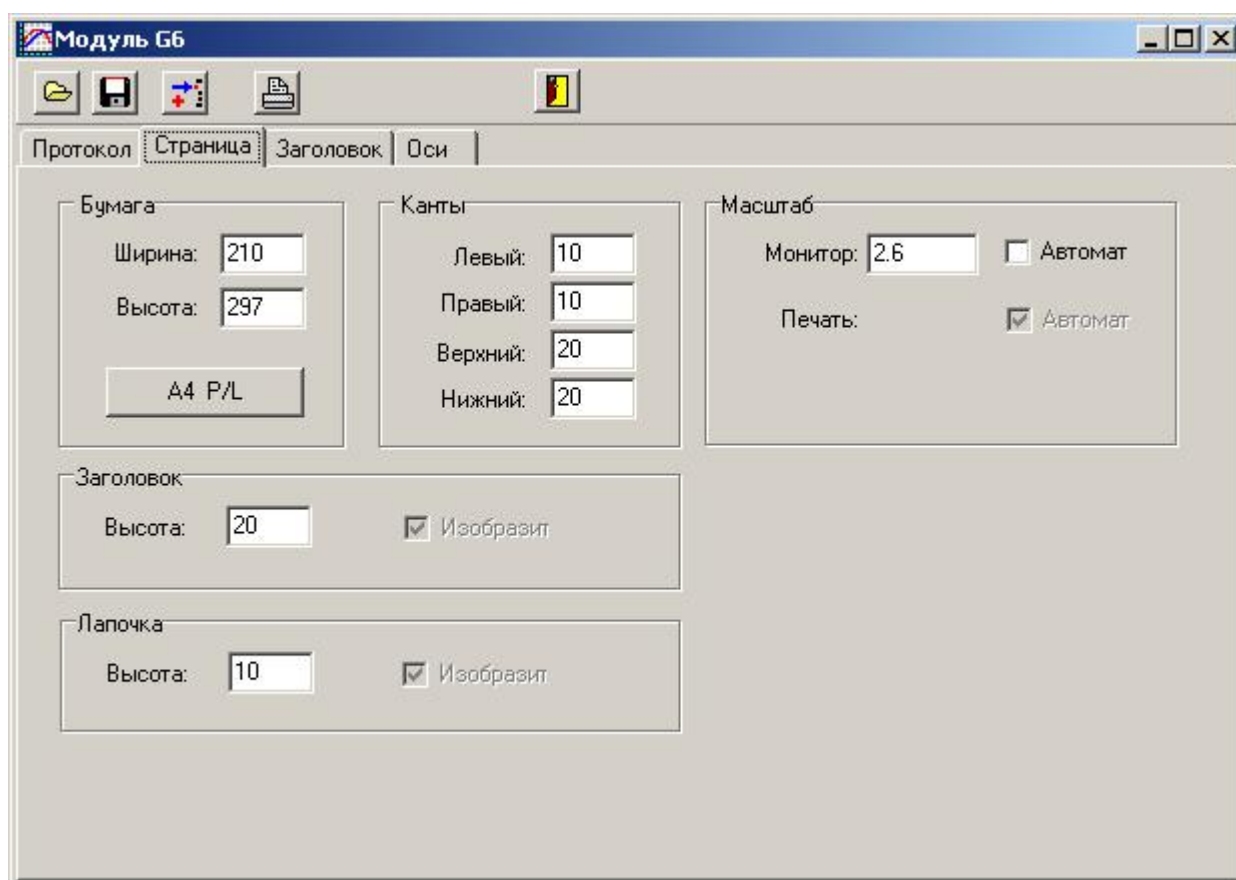 Модуль G6
Протокол Страница Заголовок Оси
Бумага
Ширина: 210
Высота: 297
A4 P/L
Канты
Левый: 10
Правый: 10
Верхний: 20
Нижний: 20
Масштаб
Монитор: 2.6 Автомат
Печать: Автомат
Заголовок
Высота: 20 Изобразит
Лапочка
Высота: 10 Изобразит